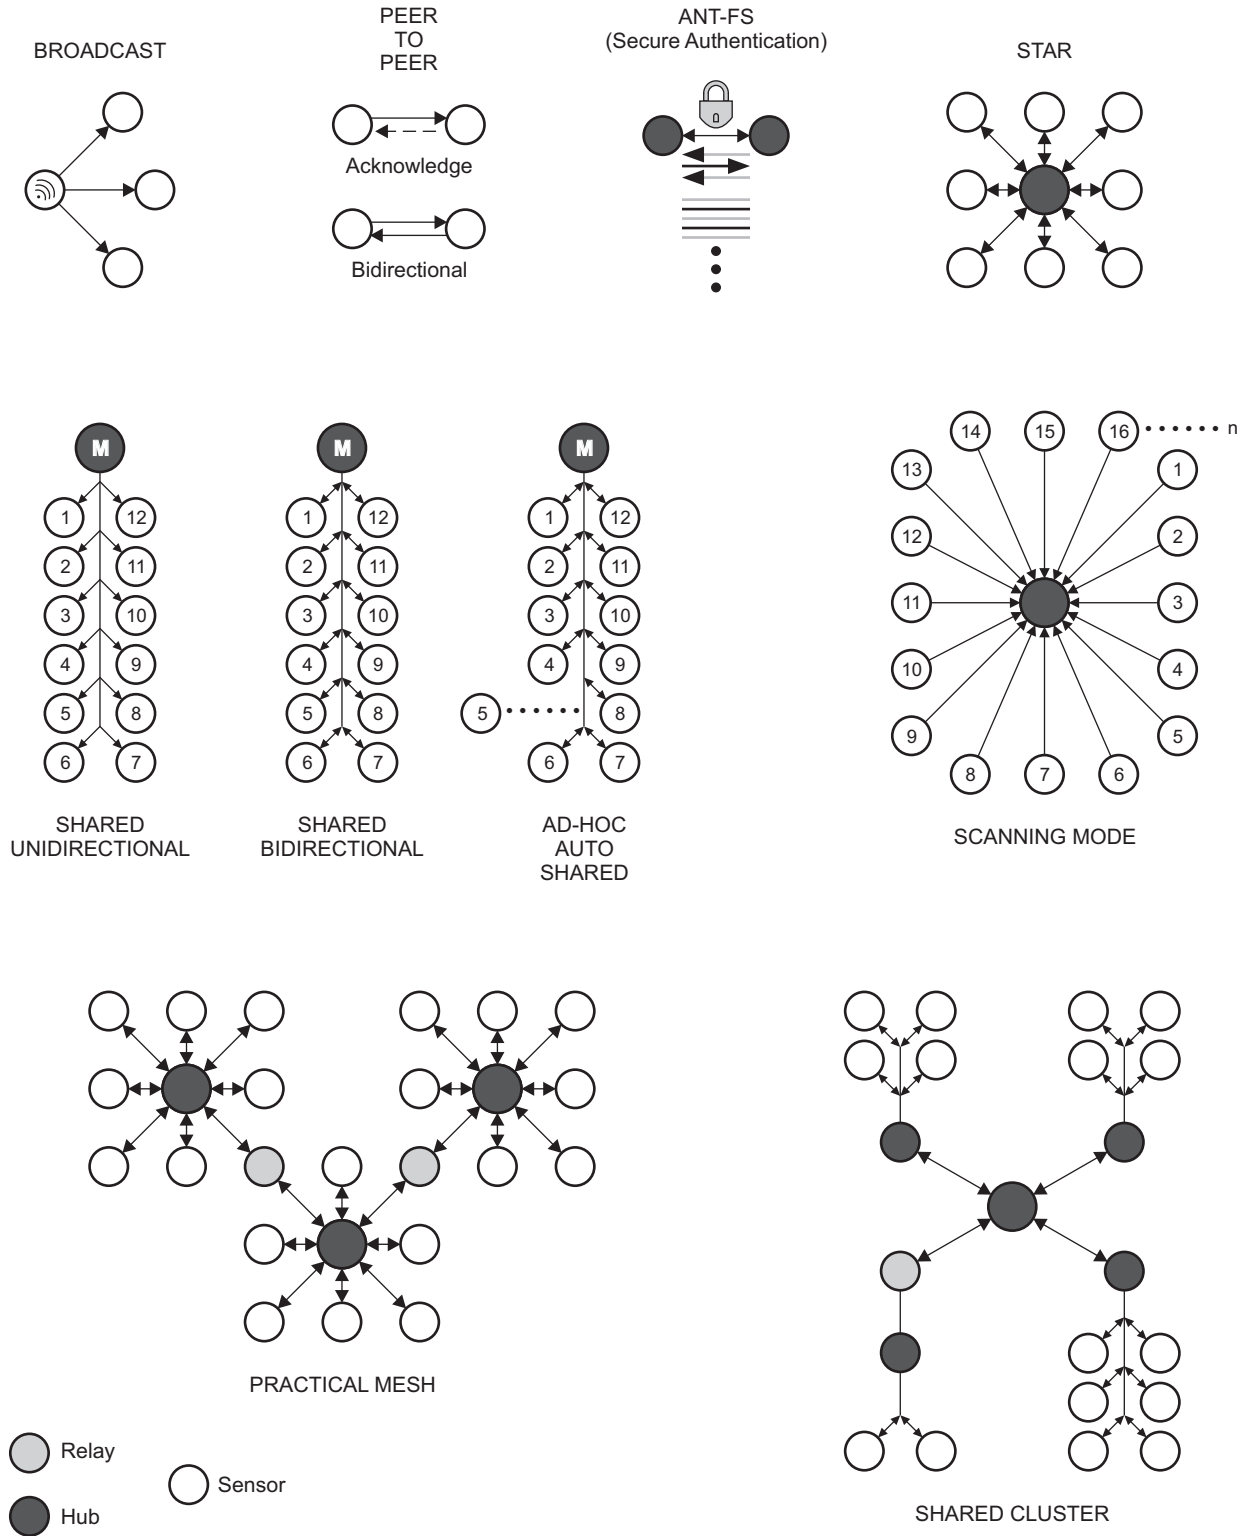 BROADCAST
PEER
TO
PEER
Acknowledge
Bidirectional
ANT-FS
(Secure Authentication)
STAR
M
1 12
2 11
3 10
4 9
5 8
6 7
SHARED
UNIDIRECTIONAL
M
1 12
2 11
3 10
4 9
5 8
6 7
SHARED
BIDIRECTIONAL
M
1 12
2 11
3 10
4 9
5 8
6 7
AD-HOC
AUTO
SHARED
14 15 16 n
13 1
12 2
11 3
10 4
9 5
8 7 6
SCANNING MODE
PRACTICAL MESH
Relay
Sensor
Hub
SHARED CLUSTER